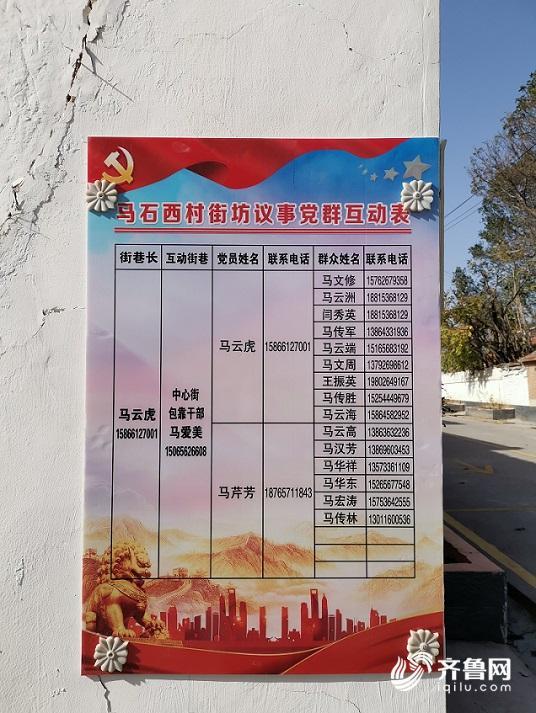 马石西村街坊议事党群互动表
街巷长 互动街巷 党员姓名 联系电话 群众姓名 联系电话
马文修 15762679358
马云洲 18815368129
闫秀英 18815368129
马传军 13864331936
马云虎 15866127001 马云端 15165683192
马文周 13792698612
王振英 19802649167
马传胜 15254449679
马云海 15864582952
马云虎
15866127001
中心街
包靠干部
马爱美
15065626608
马云高 13863632236
马汉芳 13869603453
马华祥 13573361109
马芹芳 18765711843 马华东 15265677548
马宏涛 15753642555
马传林 13011600536
齐鲁网
iqilu.com